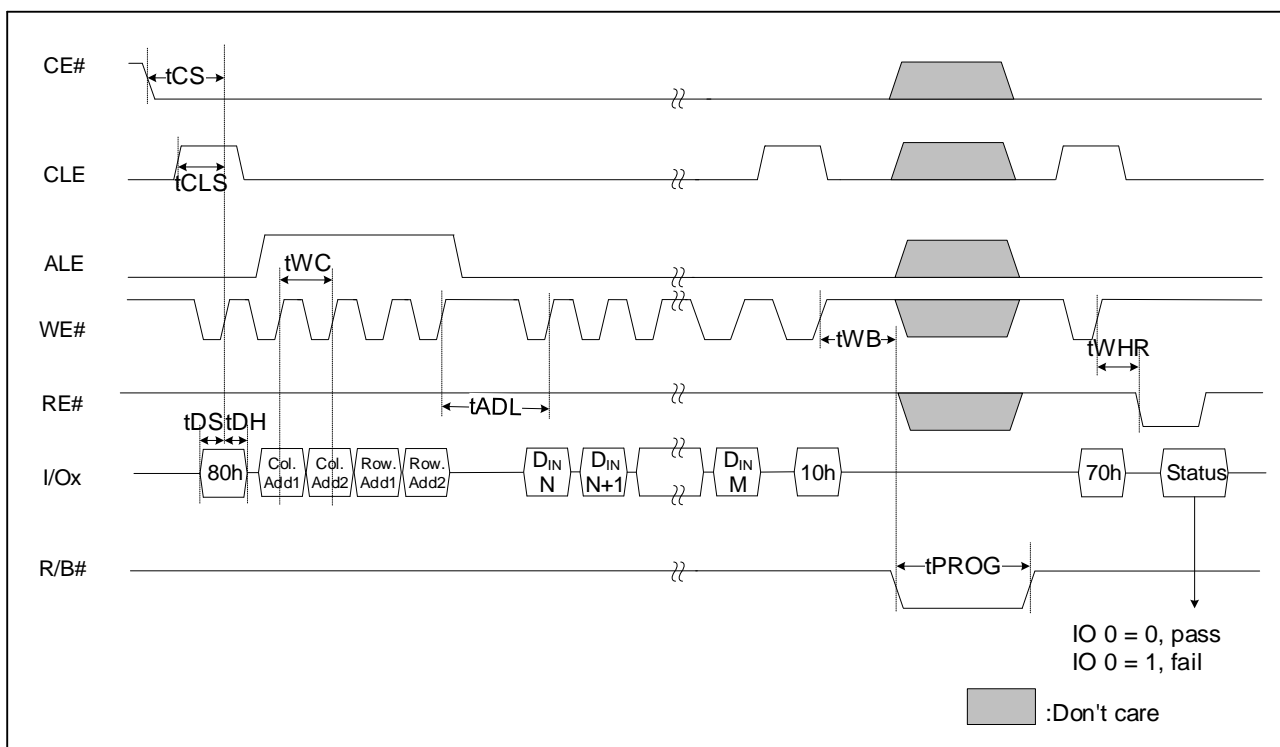 CE#
tCS
CLE
tCLS
ALE
tWC
WE#
tWB
tWHR
RE#
tADL
tDS tDH
I/Ox
80h
Col. Add1
Col. Add2
Row. Add1
Row. Add2
DIN N
DIN N+1
DIN M
10h
70h
Status
R/B#
tPROG
IO 0 = 0, pass
IO 0 = 1, fail
:Don't care